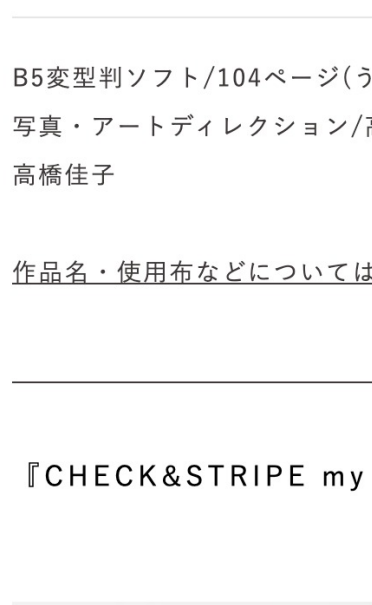 B5変型判ソフト/104ページ(う
写真・アートディレクション/高
高橋佳子
作品名・使用布などについては
『CHECK&STRIPE my